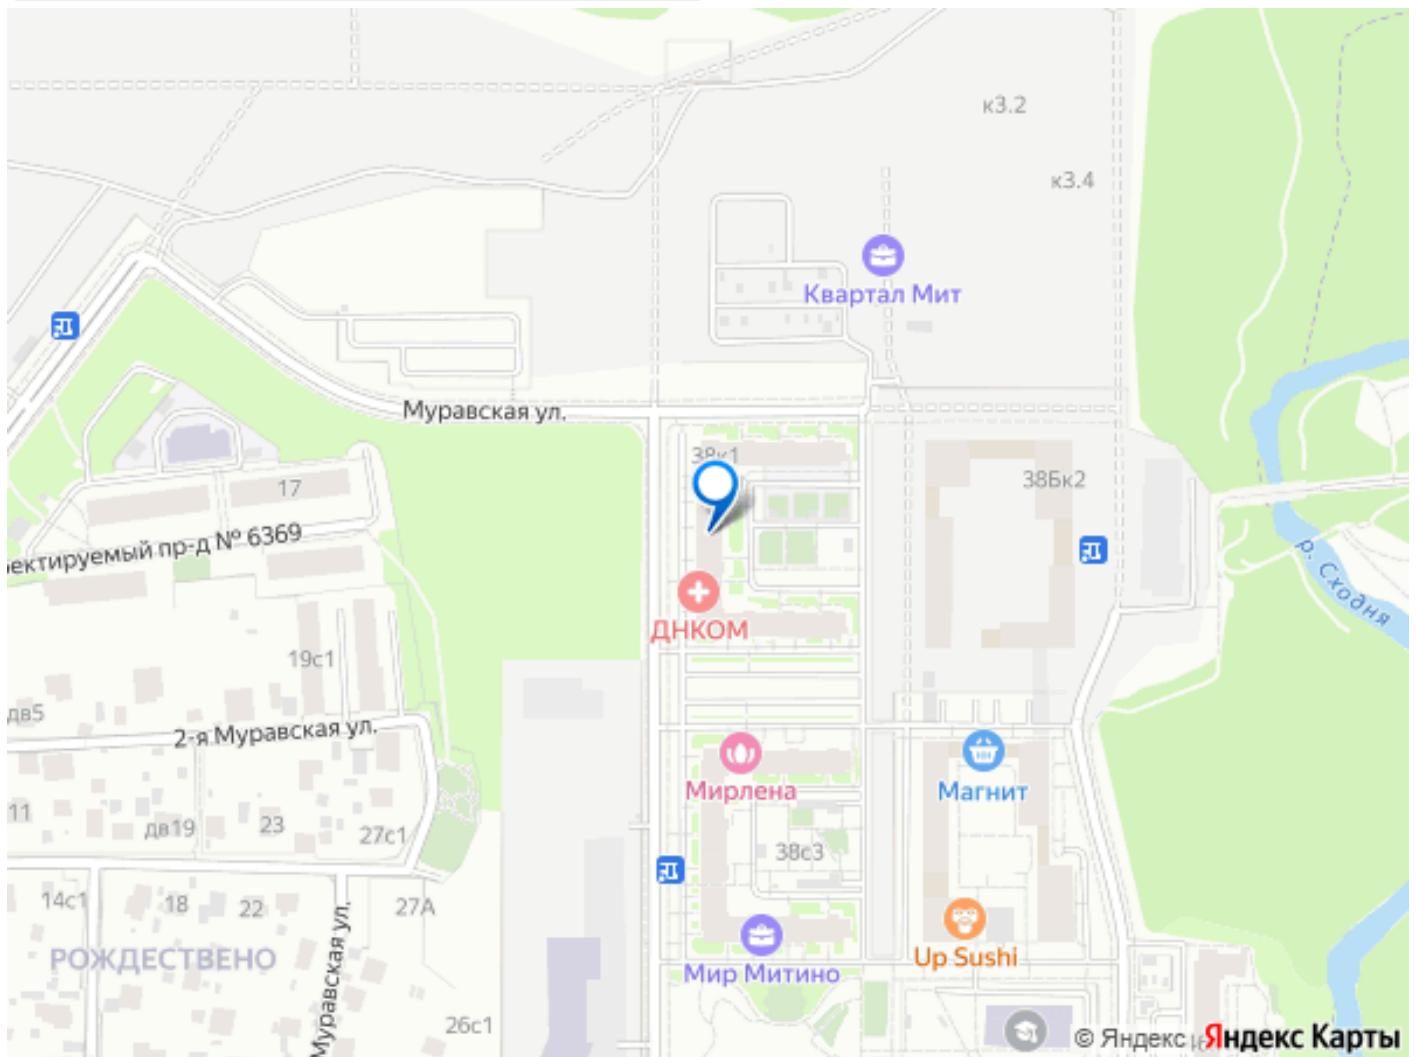 к3.2
к3.4
Квартал Мит
Муравская ул.
38к1
17
38Бк2
ектируемый пр-д № 6369
р. Сходня
ДНКОМ
19с1
дв5
2-я Муравская ул.
Мирлена
Магнит
11
дв19
23
27с1
38с3
14с1
18
22
27А
Муравская ул.
РОЖДЕСТВЕНО
Up Sushi
Мир Митино
26с1
© Яндекс
Яндекс Карты